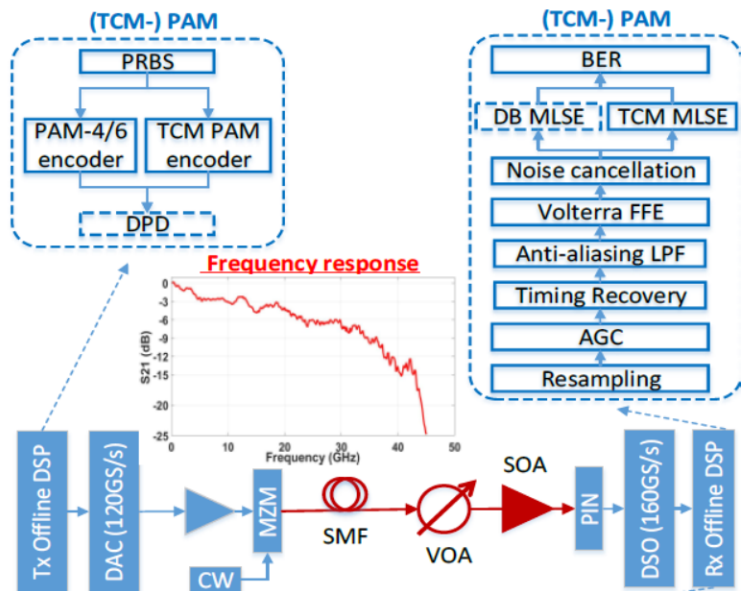 (TCM-) PAM
PRBS
PAM-4/6
encoder
TCM PAM
encoder
DPD
(TCM-) PAM
BER
DB MLSE
TCM MLSE
Noise cancellation
Volterra FFE
Anti-aliasing LPF
Timing Recovery
AGC
Resampling
Frequency response
S21 (dB)
0
-3
-6
-9
-12
-15
-20
-25
0
10
20
30
40
50
Frequency (GHz)
Tx Offline DSP
DAC (120GS/s)
MZM
CW
SMF
VOA
SOA
PIN
DSO (160GS/s)
Rx Offline DSP